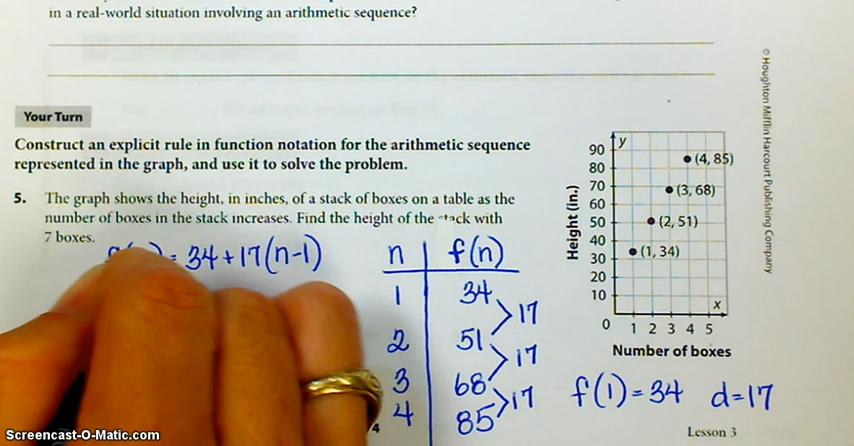 in a real-world situation involving an arithmetic sequence?
Your Turn
Construct an explicit rule in function notation for the arithmetic sequence
represented in the graph, and use it to solve the problem.
5. The graph shows the height, in inches, of a stack of boxes on a table as the
number of boxes in the stack increases. Find the height of the stack with
7 boxes.
= 34+17(n-1)
n f(n)
1 34
17
2 51
17
3 68
17
4 85
y
90
80
70
60
50
40
30
20
10
0 1 2 3 4 5
x
(4, 85)
(3, 68)
(2, 51)
(1, 34)
Height (in.)
Number of boxes
f(1)=34 d=17
© Houghton Mifflin Harcourt Publishing Company
4
Lesson 3
Screencast-O-Matic.com